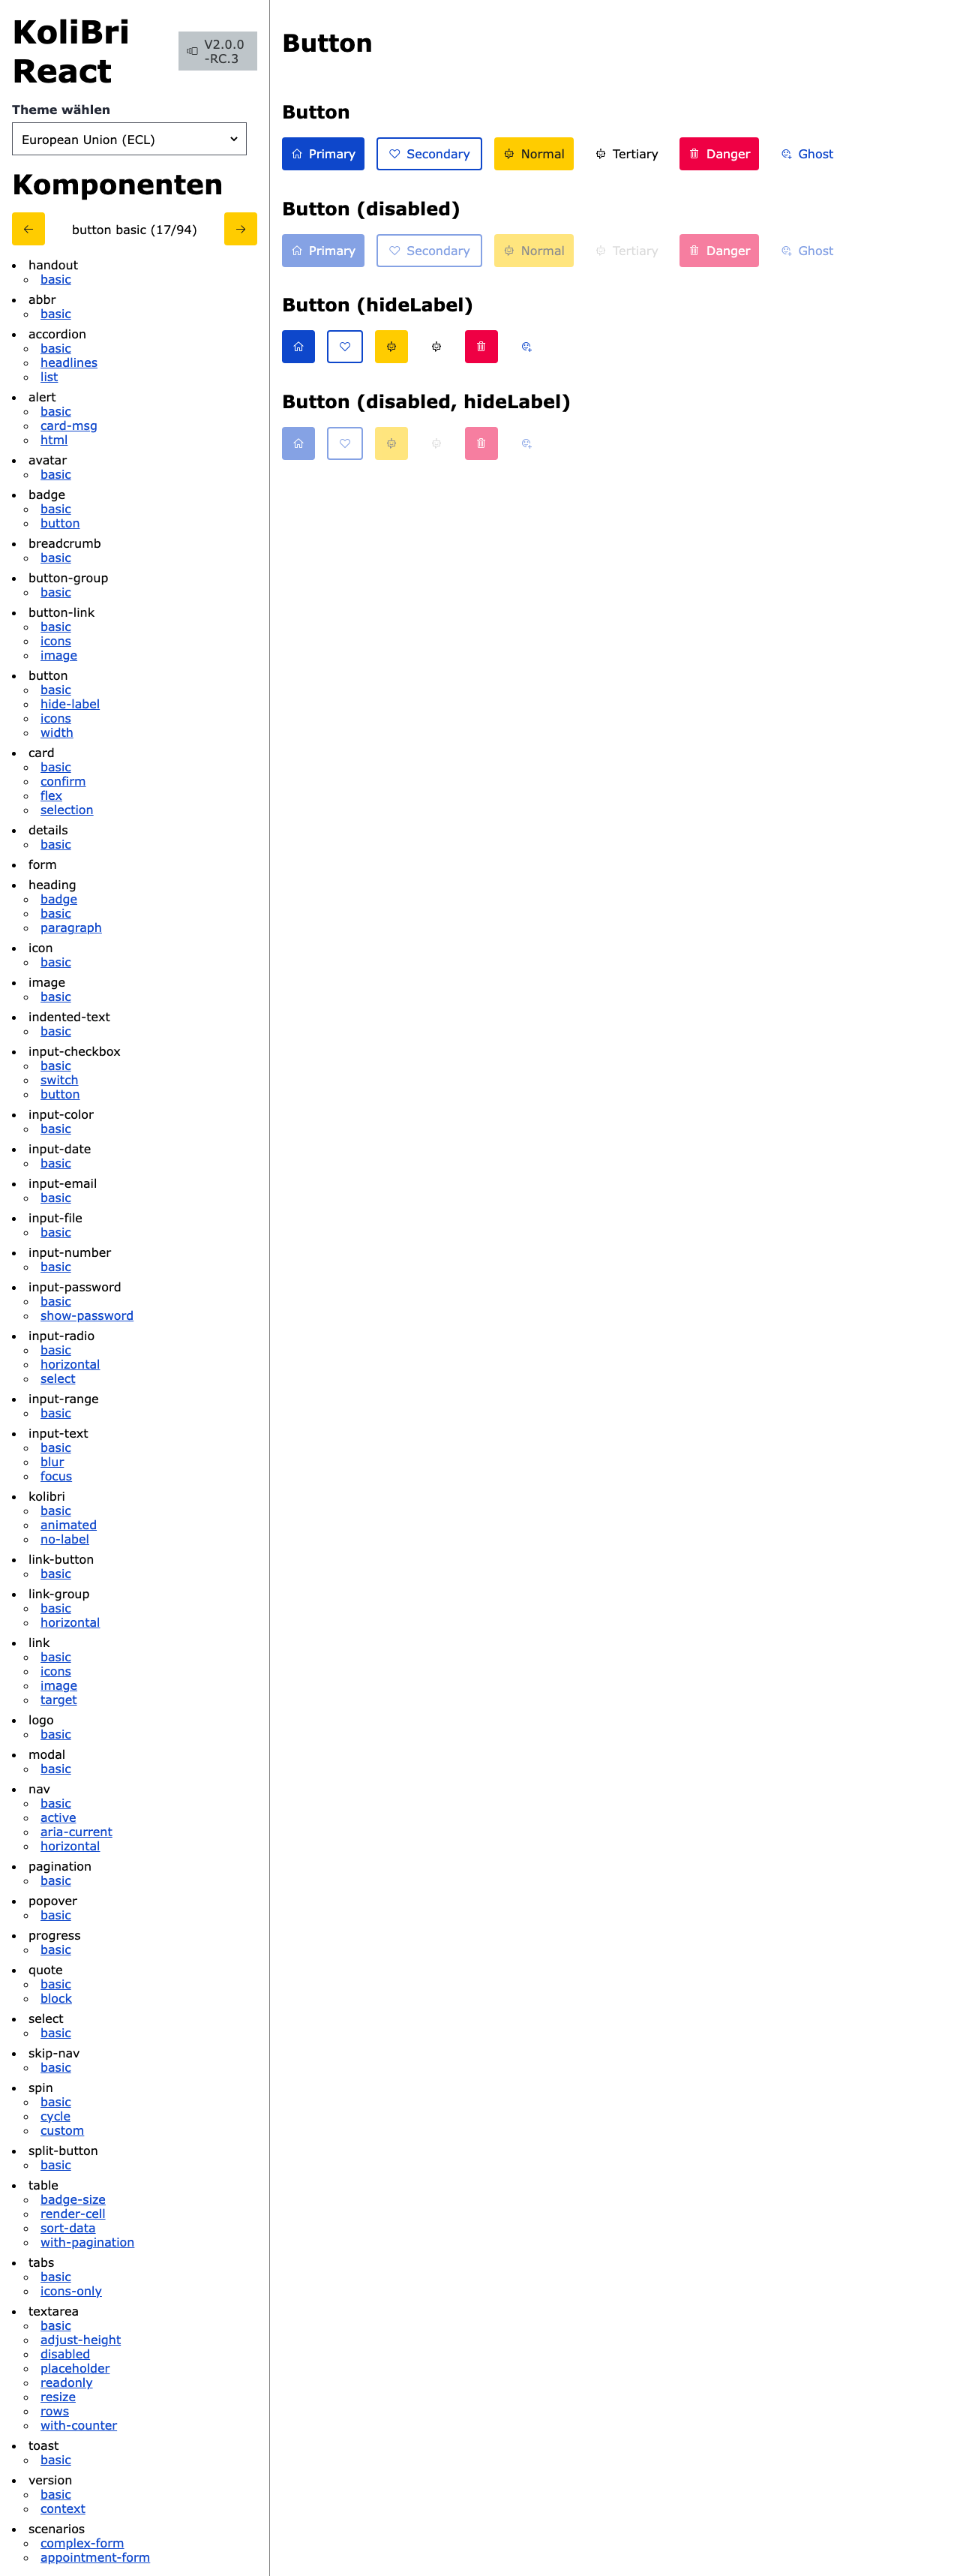 KoliBri
React
V2.0.0
-RC.3
Theme wählen
European Union (ECL)
Komponenten
button basic (17/94)
handout
basic
abbr
basic
accordion
basic
headlines
list
alert
basic
card-msg
html
avatar
basic
badge
basic
button
breadcrumb
basic
button-group
basic
button-link
basic
icons
image
button
basic
hide-label
icons
width
card
basic
confirm
flex
selection
details
basic
form
heading
badge
basic
paragraph
icon
basic
image
basic
indented-text
basic
input-checkbox
basic
switch
button
input-color
basic
input-date
basic
input-email
basic
input-file
basic
input-number
basic
input-password
basic
show-password
input-radio
basic
horizontal
select
input-range
basic
input-text
basic
blur
focus
kolibri
basic
animated
no-label
link-button
basic
link-group
basic
horizontal
link
basic
icons
image
target
logo
basic
modal
basic
nav
basic
active
aria-current
horizontal
pagination
basic
popover
basic
progress
basic
quote
basic
block
select
basic
skip-nav
basic
spin
basic
cycle
custom
split-button
basic
table
badge-size
render-cell
sort-data
with-pagination
tabs
basic
icons-only
textarea
basic
adjust-height
disabled
placeholder
readonly
resize
rows
with-counter
toast
basic
version
basic
context
scenarios
complex-form
appointment-form
Button
Button
Primary Secondary Normal Tertiary Danger Ghost
Button (disabled)
Primary Secondary Normal Tertiary Danger Ghost
Button (hideLabel)
Button (disabled, hideLabel)